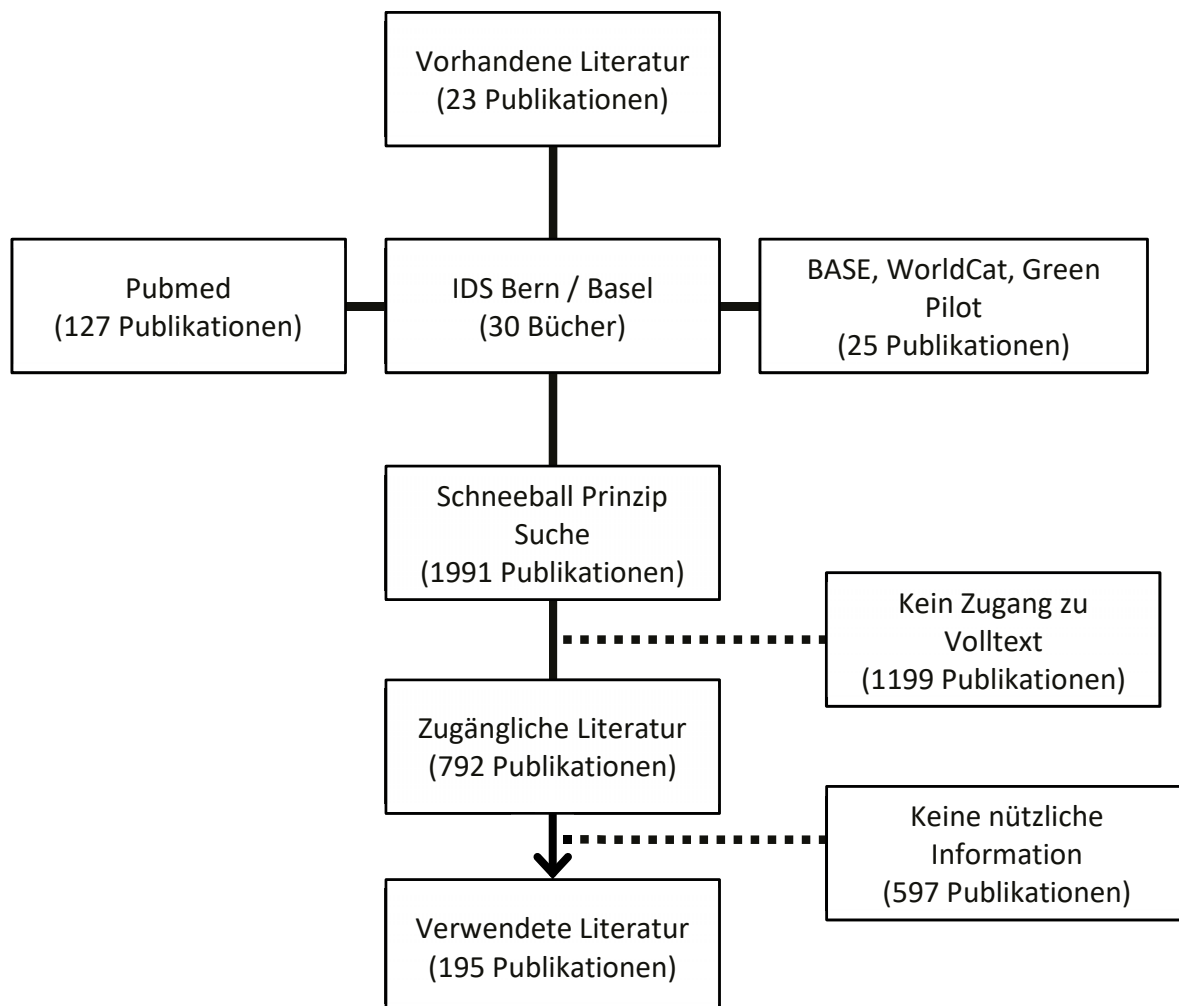 Vorhandene Literatur
(23 Publikationen)
Pubmed
(127 Publikationen)
IDS Bern / Basel
(30 Bücher)
BASE, WorldCat, Green
Pilot
(25 Publikationen)
Schneeball Prinzip
Suche
(1991 Publikationen)
Kein Zugang zu
Volltext
(1199 Publikationen)
Zugängliche Literatur
(792 Publikationen)
Keine nützliche
Information
(597 Publikationen)
Verwendete Literatur
(195 Publikationen)